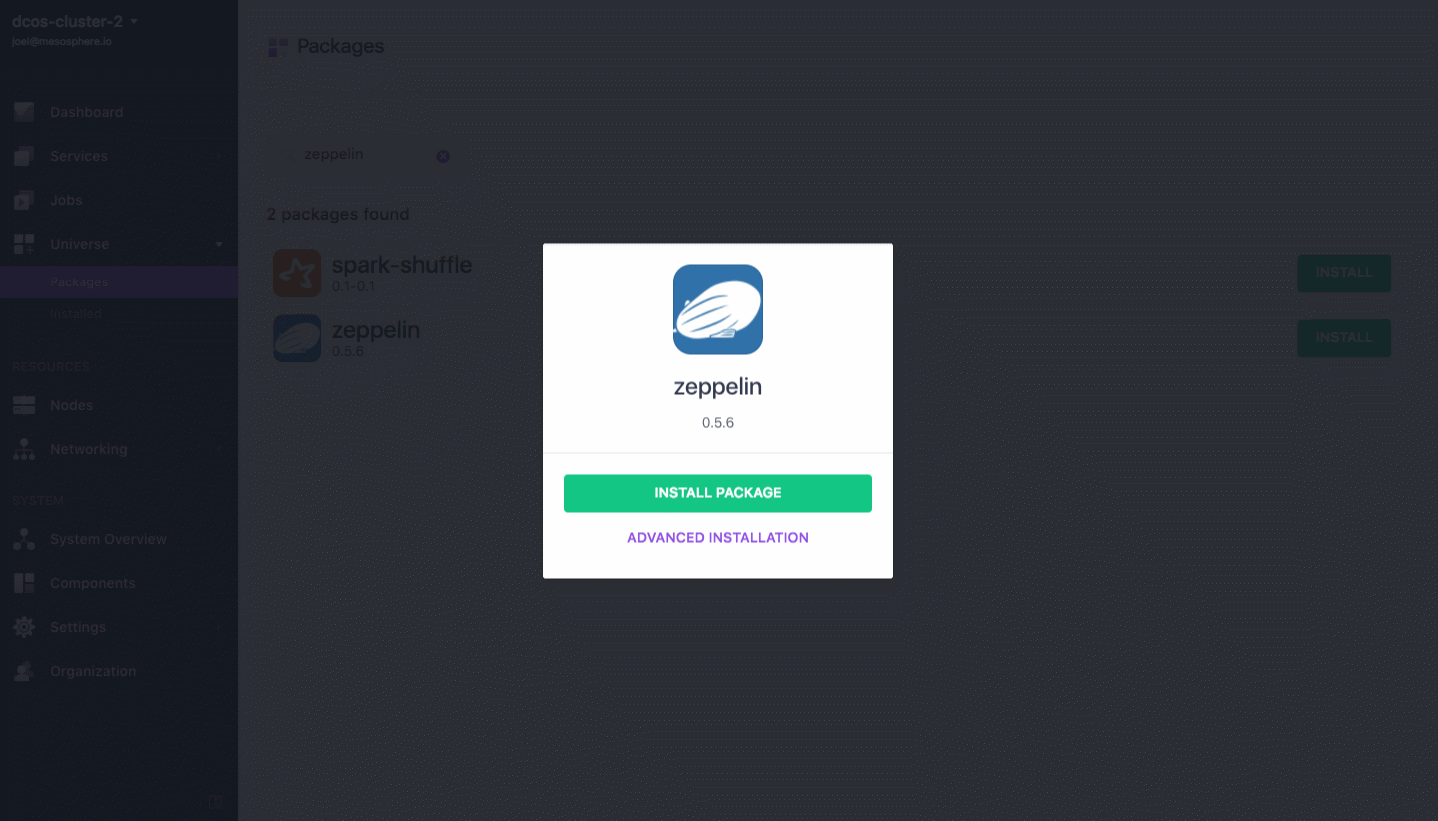 dcos-cluster-2
joel@mesosphere.io
Dashboard
Services
Jobs
Universe
Packages
Installed
RESOURCES
Nodes
Networking
SYSTEM
System Overview
Components
Settings
Organization
Packages
zeppelin
2 packages found
spark-shuffle
0.1-0.1
INSTALL
zeppelin
0.5.6
INSTALL
zeppelin
0.5.6
INSTALL PACKAGE
ADVANCED INSTALLATION